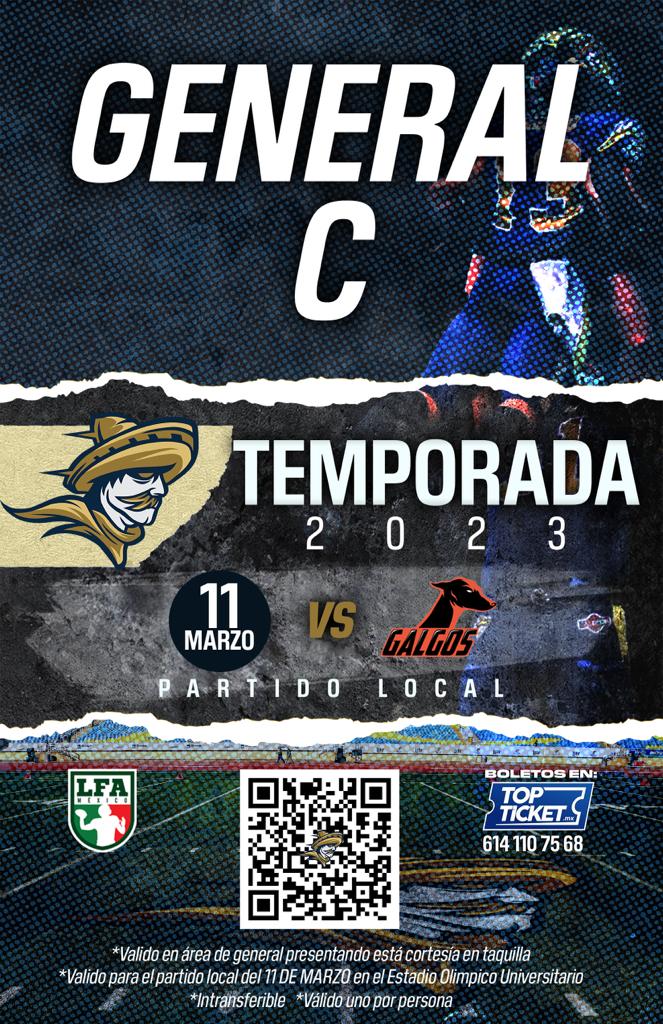 GENERAL
C
TEMPORADA
2023
11
MARZO
VS
GALGOS
PARTIDO LOCAL
LFA
MÉXICO
BOLETOS EN:
TOP
TICKET.mx
614 110 75 68
*Valido en área de general presentando está cortesía en taquilla
*Valido para el partido local del 11 DE MARZO en el Estadio Olimpico Universitario
*Intransferible *Válido uno por persona